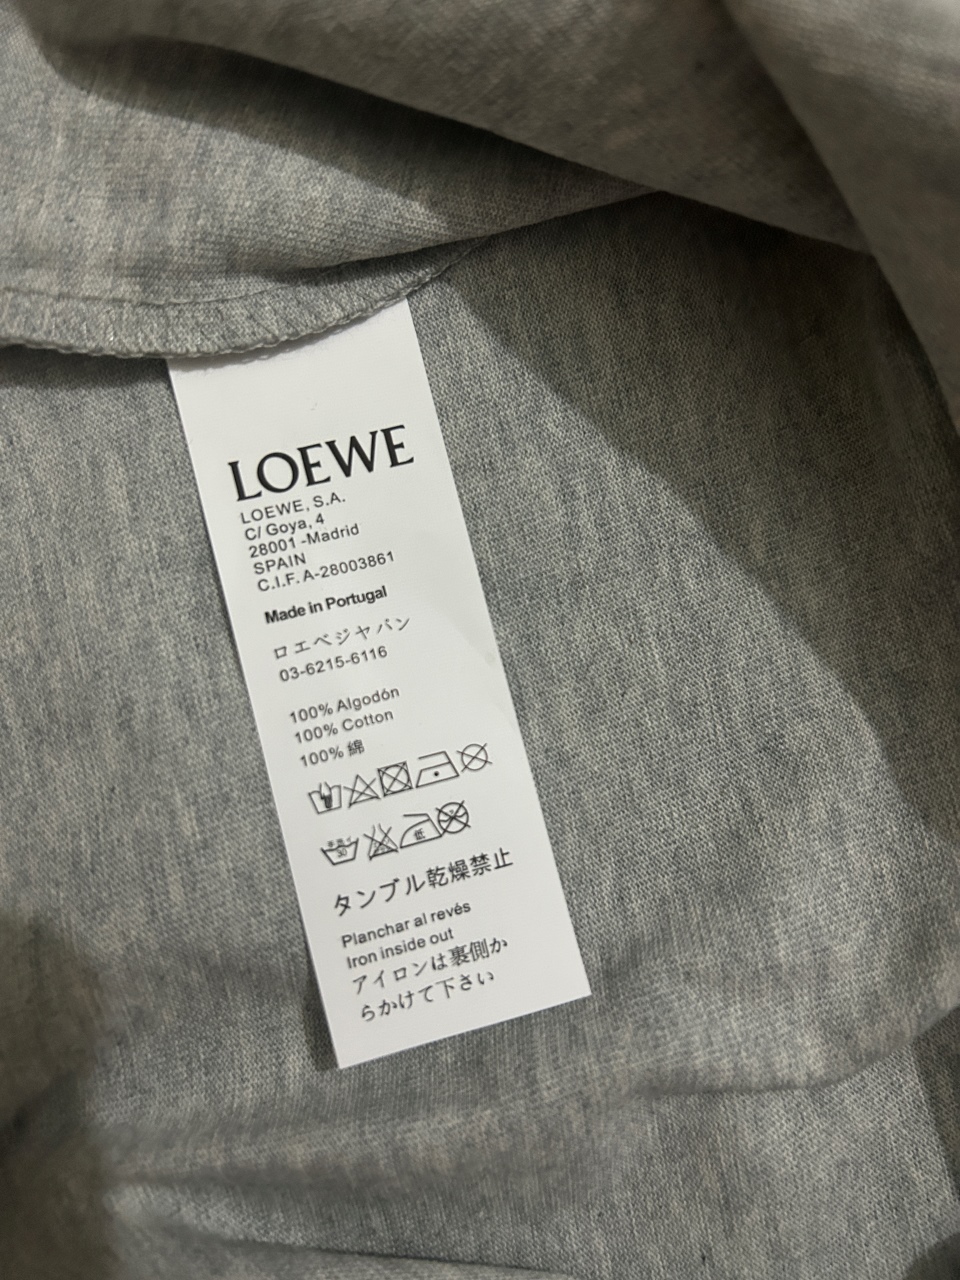 LOEWE
LOEWE, S.A.
C/ Goya, 4
28001 -Madrid
SPAIN
C.I.F. A-28003861
Made in Portugal
ロエベジャパン
03-6215-6116
100% Algodón
100% Cotton
100% 綿
低
タンブル乾燥禁止
Planchar al revés
Iron inside out
アイロンは裏側か
らかけて下さい